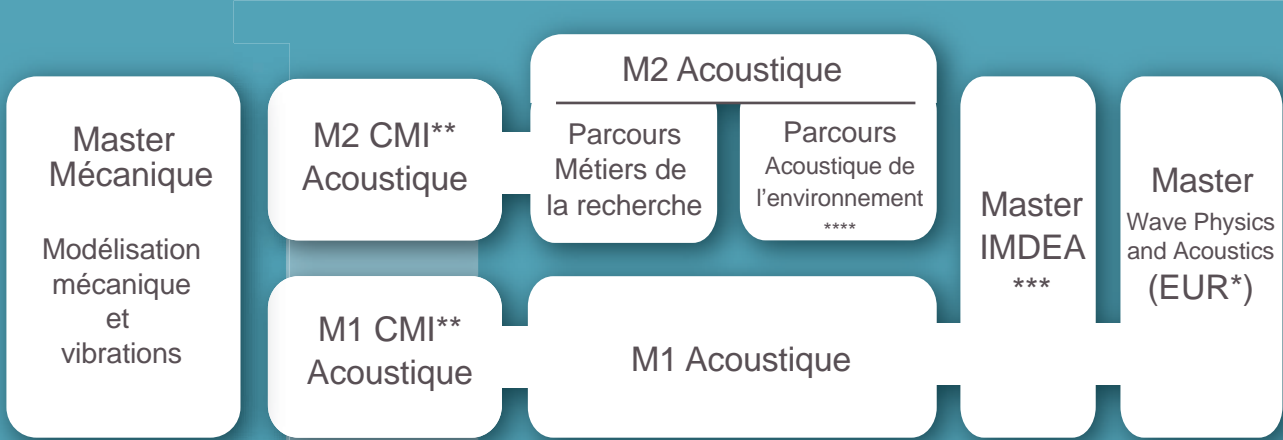 Master
Mécanique
Modélisation
mécanique
et
vibrations
M2 CMI**
Acoustique
M1 CMI**
Acoustique
M2 Acoustique
Parcours
Métiers de
la recherche
Parcours
Acoustique de
l’environnement
****
M1 Acoustique
Master
IMDEA
***
Master
Wave Physics
and Acoustics
(EUR*)